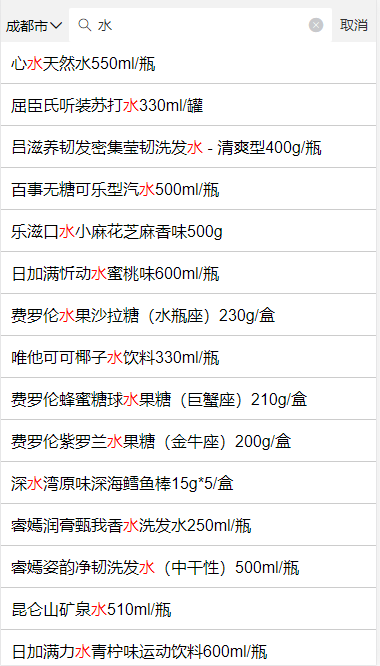 成都市 水 取消
心水天然水550ml/瓶
屈臣氏听装苏打水330ml/罐
吕滋养韧发密集莹韧洗发水 - 清爽型400g/瓶
百事无糖可乐型汽水500ml/瓶
乐滋口水小麻花芝麻香味500g
日加满忻动水蜜桃味600ml/瓶
费罗伦水果沙拉糖（水瓶座）230g/盒
唯他可可椰子水饮料330ml/瓶
费罗伦蜂蜜糖球水果糖（巨蟹座）210g/盒
费罗伦紫罗兰水果糖（金牛座）200g/盒
深水湾原味深海鳕鱼棒15g*5/盒
睿嫣润膏甄我香水洗发水250ml/瓶
睿嫣姿韵净韧洗发水（中干性）500ml/瓶
昆仑山矿泉水510ml/瓶
日加满力水青柠味运动饮料600ml/瓶